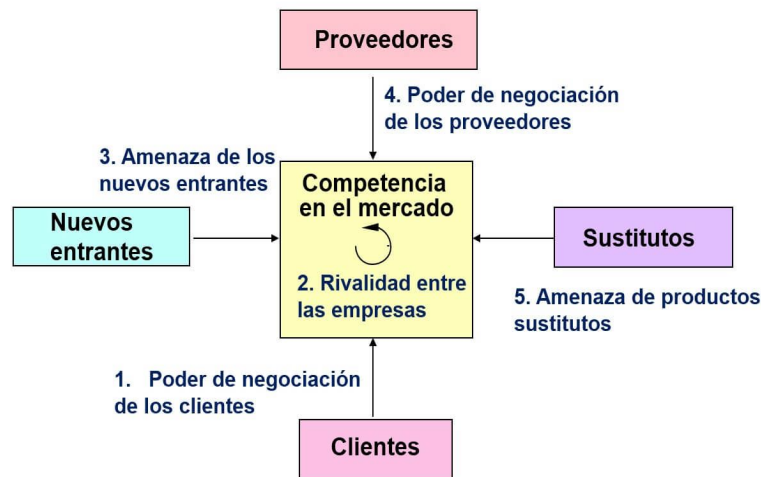 Proveedores
4. Poder de negociación
de los proveedores
3. Amenaza de los
nuevos entrantes
Competencia
en el mercado
Nuevos
entrantes
Sustitutos
2. Rivalidad entre
las empresas
5. Amenaza de productos
sustitutos
1. Poder de negociación
de los clientes
Clientes